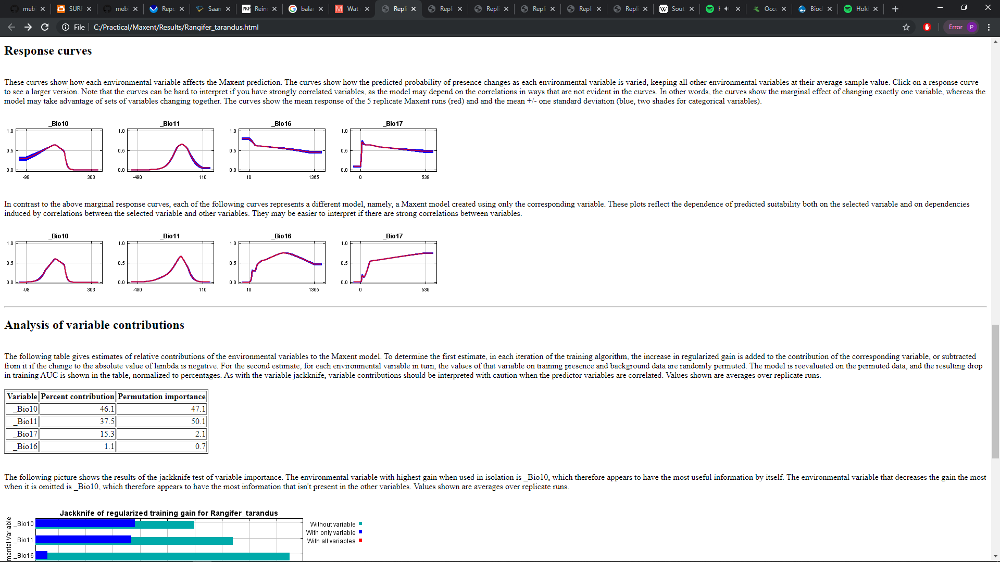 meb
SURF
meb
Repc
Saan
PKP Rein
bala
M Wat
Repli
Repl
Repl
Repl
Repl
Repl
W Sout
Occu
Bioc
Hold
File C:/Practical/Maxent/Results/Rangifer_tarandus.html
Error P
Response curves
These curves show how each environmental variable affects the Maxent prediction. The curves show how the predicted probability of presence changes as each environmental variable is varied, keeping all other environmental variables at their average sample value. Click on a response curve
to see a larger version. Note that the curves can be hard to interpret if you have strongly correlated variables, as the model may depend on the correlations in ways that are not evident in the curves. In other words, the curves show the marginal effect of changing exactly one variable, whereas the
model may take advantage of sets of variables changing together. The curves show the mean response of the 5 replicate Maxent runs (red) and and the mean +/- one standard deviation (blue, two shades for categorical variables).
_Bio10 _Bio11 _Bio16 _Bio17
1.0 1.0 1.0 1.0
0.5 0.5 0.5 0.5
0.0 0.0 0.0 0.0
-98 303 -490 110 10 1365 0 539
In contrast to the above marginal response curves, each of the following curves represents a different model, namely, a Maxent model created using only the corresponding variable. These plots reflect the dependence of predicted suitability both on the selected variable and on dependencies
induced by correlations between the selected variable and other variables. They may be easier to interpret if there are strong correlations between variables.
_Bio10 _Bio11 _Bio16 _Bio17
1.0 1.0 1.0 1.0
0.5 0.5 0.5 0.5
0.0 0.0 0.0 0.0
-98 303 -490 110 10 1365 0 539
Analysis of variable contributions
The following table gives estimates of relative contributions of the environmental variables to the Maxent model. To determine the first estimate, in each iteration of the training algorithm, the increase in regularized gain is added to the contribution of the corresponding variable, or subtracted
from it if the change to the absolute value of lambda is negative. For the second estimate, for each environmental variable in turn, the values of that variable on training presence and background data are randomly permuted. The model is reevaluated on the permuted data, and the resulting drop
in training AUC is shown in the table, normalized to percentages. As with the variable jackknife, variable contributions should be interpreted with caution when the predictor variables are correlated. Values shown are averages over replicate runs.
Variable Percent contribution Permutation importance
_Bio10 46.1 47.1
_Bio11 37.5 50.1
_Bio17 15.3 2.1
_Bio16 1.1 0.7
The following picture shows the results of the jackknife test of variable importance. The environmental variable with highest gain when used in isolation is _Bio10, which therefore appears to have the most useful information by itself. The environmental variable that decreases the gain the most
when it is omitted is _Bio10, which therefore appears to have the most information that isn't present in the other variables. Values shown are averages over replicate runs.
Jackknife of regularized training gain for Rangifer_tarandus
mental Variable
_Bio10
_Bio11
_Bio16
Without variable
With only variable
With all variables